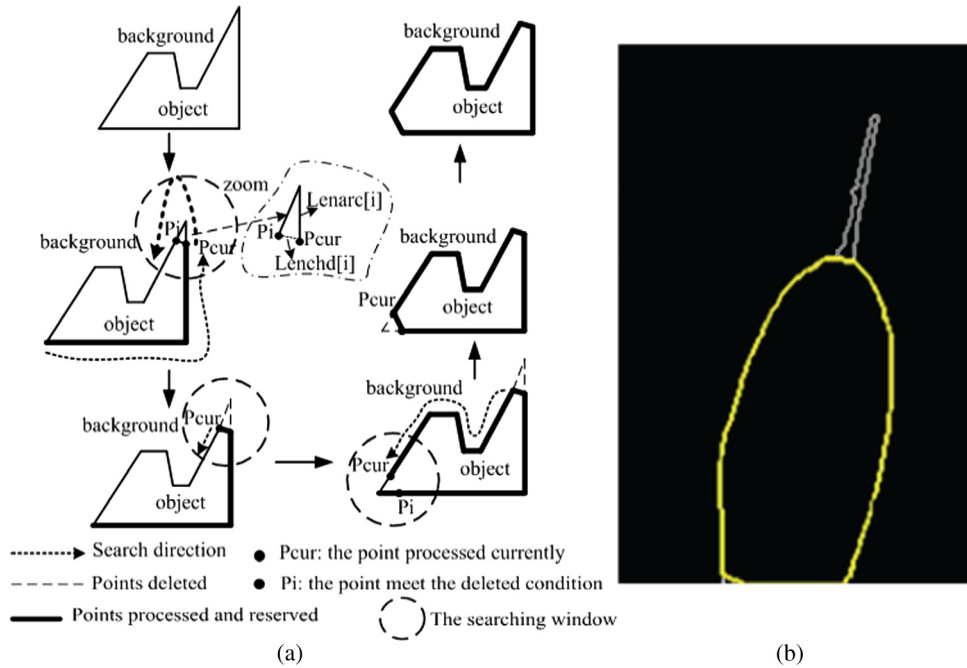 background
object
background
object
zoom
Lenarc[i]
Pi
Pcur
Lenchd[i]
Pi
Pcur
background
object
background
Pcur
object
Pcur
background
object
background
Pcur
object
Pi
Search direction
Pcur: the point processed currently
Points deleted
Pi: the point meet the deleted condition
Points processed and reserved
The searching window
(a)
(b)